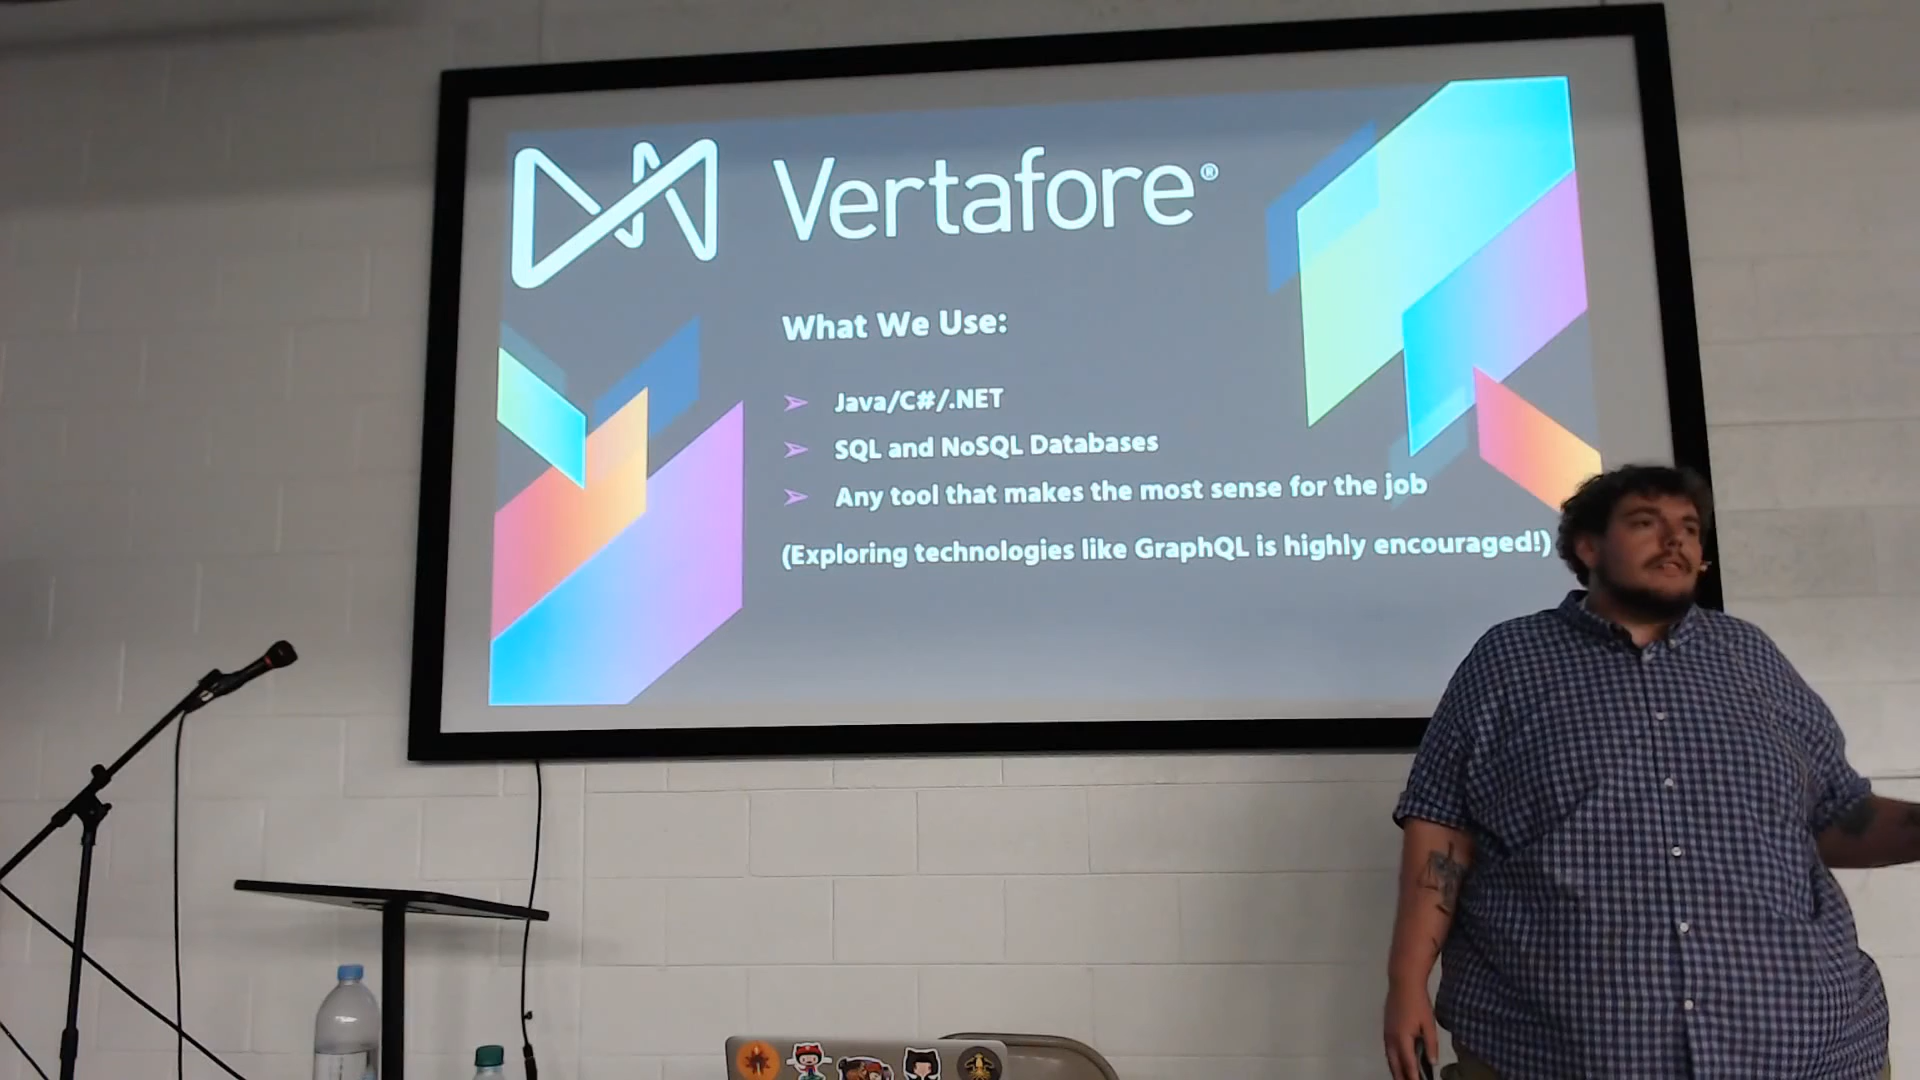 Vertafore®
What We Use:
➢ Java/C#/.NET
➢ SQL and NoSQL Databases
➢ Any tool that makes the most sense for the job
(Exploring technologies like GraphQL is highly encouraged!)